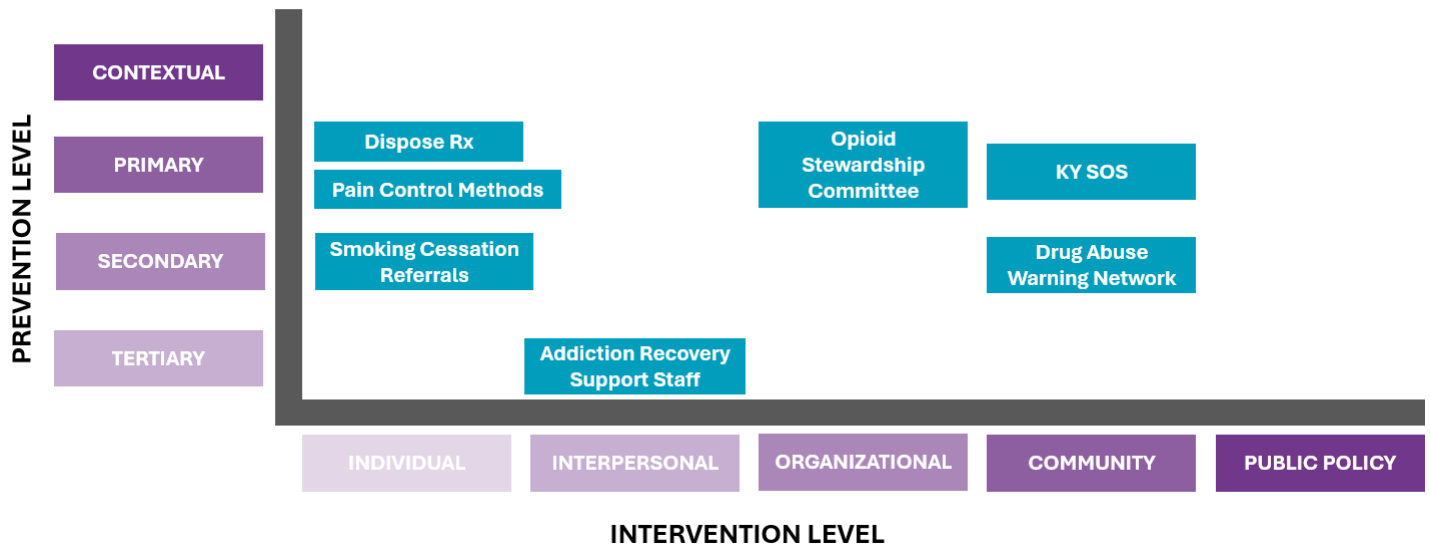 PREVENTION LEVEL
CONTEXTUAL
PRIMARY
SECONDARY
TERTIARY
Dispose Rx
Pain Control Methods
Smoking Cessation
Referrals
Addiction Recovery
Support Staff
Opioid
Stewardship
Committee
KY SOS
Drug Abuse
Warning Network
INDIVIDUAL
INTERPERSONAL
ORGANIZATIONAL
COMMUNITY
PUBLIC POLICY
INTERVENTION LEVEL